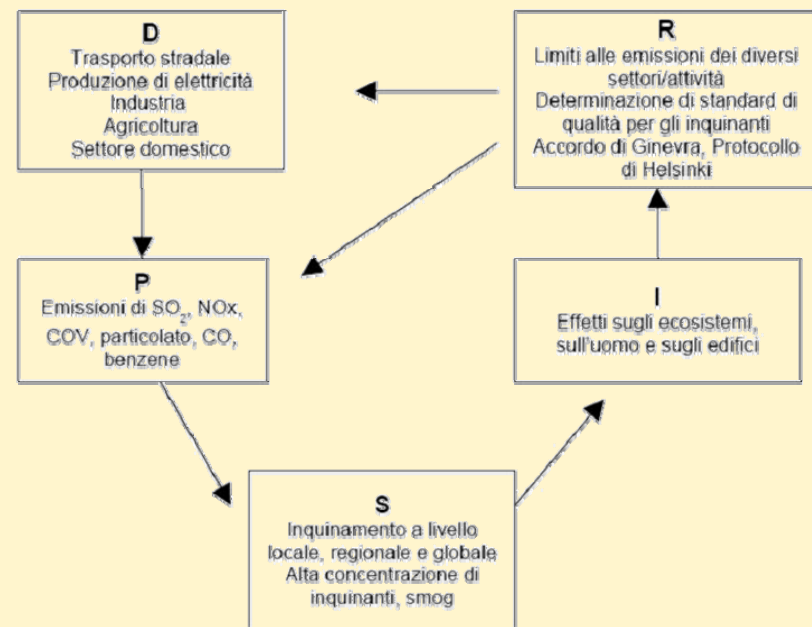 D
Trasporto stradale
Produzione di elettricità
Industria
Agricoltura
Settore domestico
R
Limiti alle emissioni dei diversi
settori/attività
Determinazione di standard di
qualità per gli inquinanti
Accordo di Ginevra, Protocollo
di Helsinki
P
Emissioni di SO₂, NOx,
COV, particolato, CO,
benzene
I
Effetti sugli ecosistemi,
sull'uomo e sugli edifici
S
Inquinamento a livello
locale, regionale e globale
Alta concentrazione di
inquinanti, smog